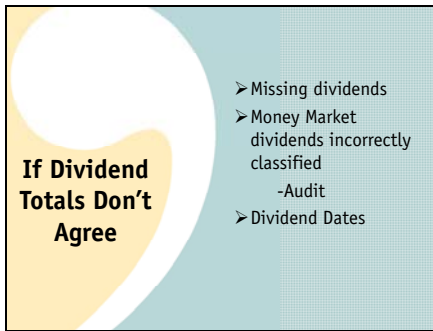 If Dividend
Totals Don't
Agree
➢ Missing dividends
➢ Money Market
dividends incorrectly
classified
-Audit
➢ Dividend Dates